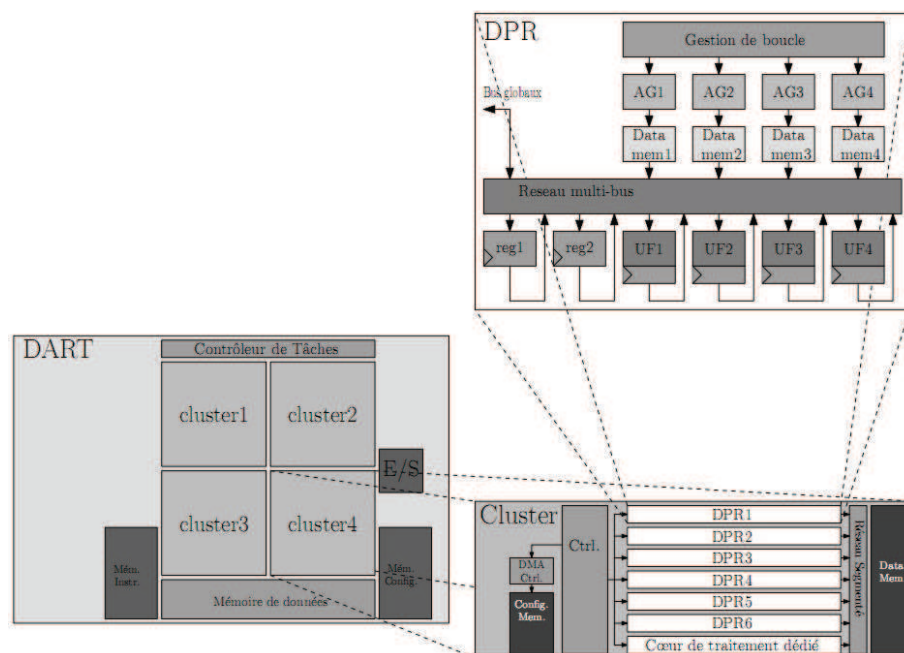 DPR
Gestion de boucle
Bus globaux
AG1 AG2 AG3 AG4
Data mem1
Data mem2
Data mem3
Data mem4
Reseau multi-bus
reg1 reg2 UF1 UF2 UF3 UF4
DART
Contrôleur de Tâches
cluster1 cluster2
E/S
cluster3 cluster4
Mém. Instr.
Mém. Config.
Mémoire de données
Cluster
Ctrl.
DMA Ctrl.
Config. Mem.
DPR1
DPR2
DPR3
DPR4
DPR5
DPR6
Cœur de traitement dédié
Réseau Segmenté
Data Mem.